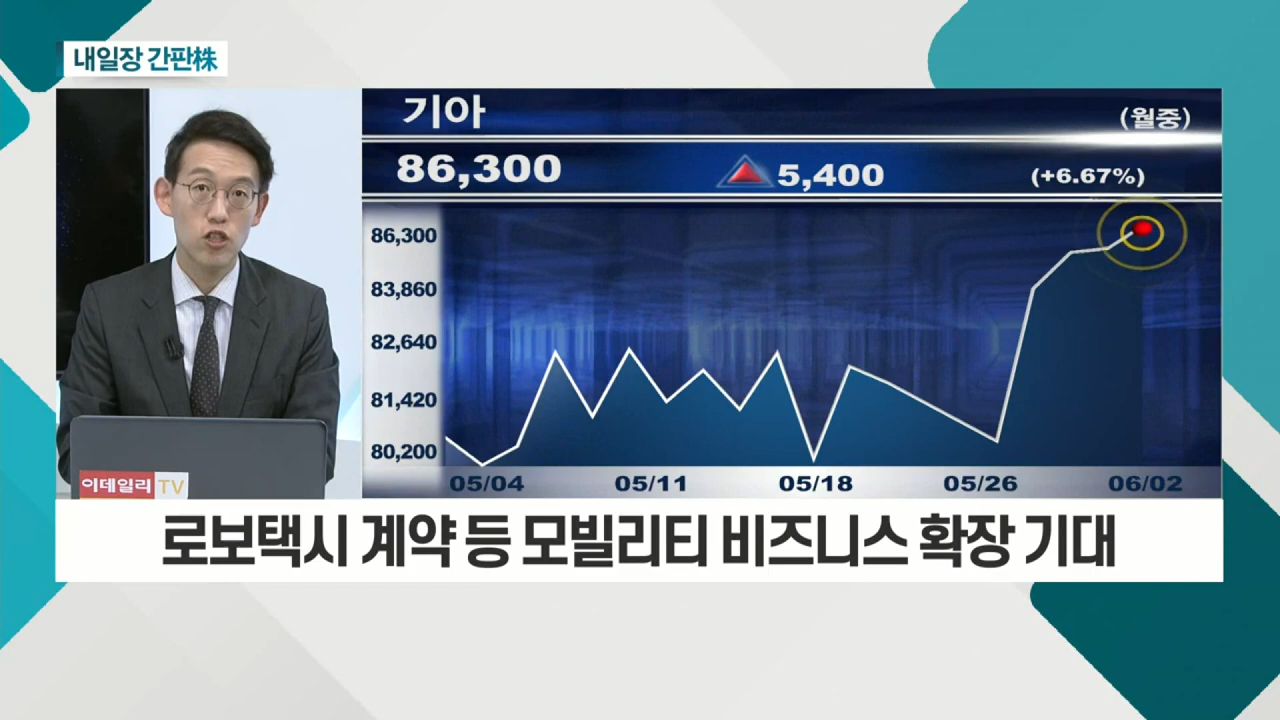 내일장 간판株
기아
(월중)
86,300
5,400
(+6.67%)
86,300
83,860
82,640
81,420
80,200
05/04
05/11
05/18
05/26
06/02
이데일리 TV
로보택시 계약 등 모빌리티 비즈니스 확장 기대